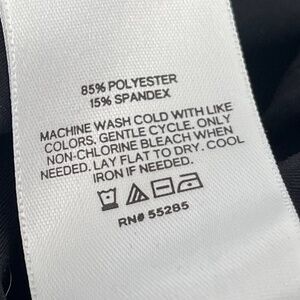 85% POLYESTER
15% SPANDEX
MACHINE WASH COLD WITH LIKE
COLORS. GENTLE CYCLE. ONLY
NON-CHLORINE BLEACH WHEN
NEEDED. LAY FLAT TO DRY. COOL
IRON IF NEEDED.
RN# 55285